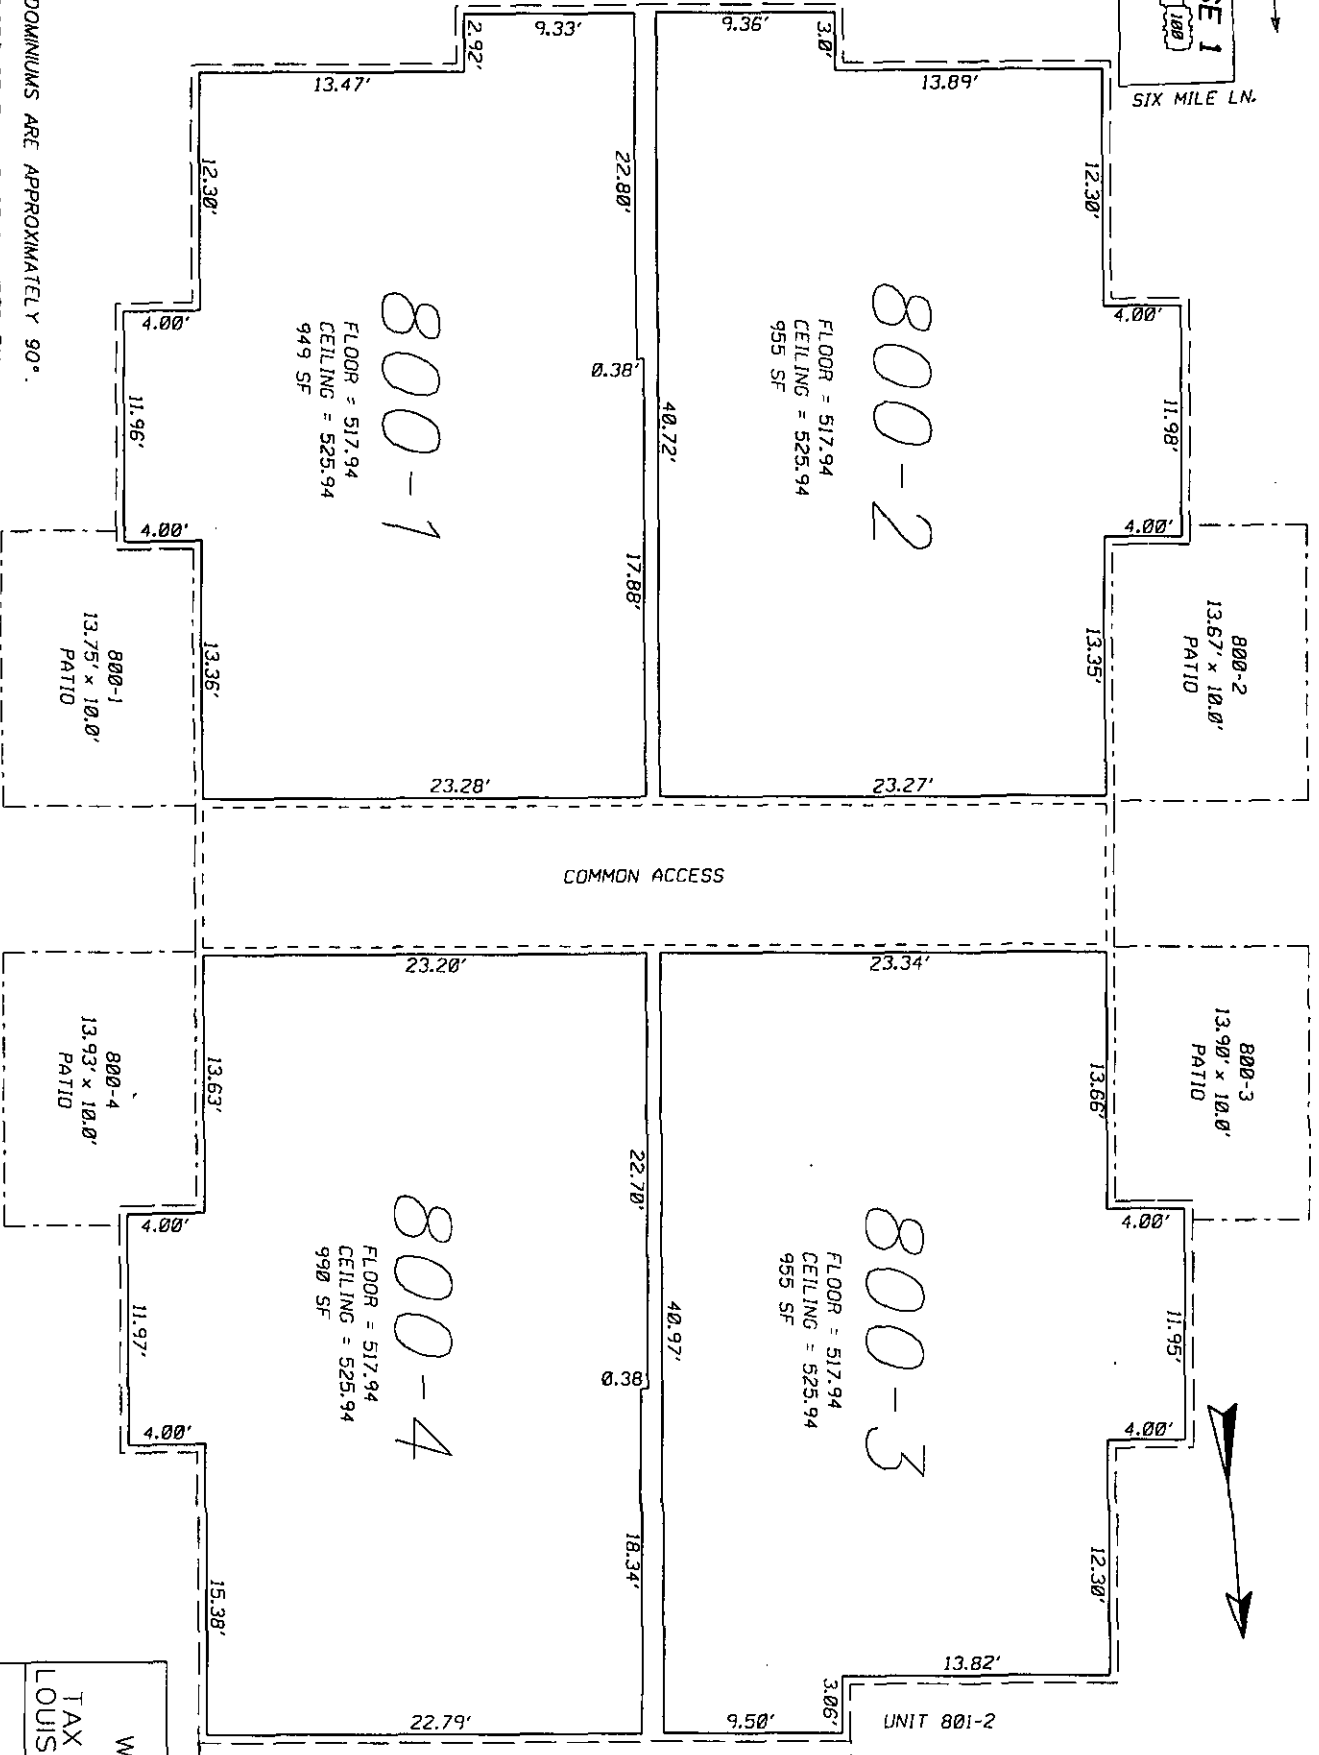 SE 1
100
SIX MILE LN.
DOMINIUMS ARE APPROXIMATELY 90°.
9.33'
2.92'
13.47'
12.30'
4.00'
11.96'
4.00'
13.36'
23.28'
22.80'
0.38'
17.88'
800-1
FLOOR = 517.94
CEILING = 525.94
949 SF
800-1
13.75' x 10.0'
PATIO
9.36'
3.0'
13.89'
12.30'
4.00'
11.98'
4.00'
13.35'
23.27'
40.72'
800-2
FLOOR = 517.94
CEILING = 525.94
955 SF
800-2
13.67' x 10.0'
PATIO
COMMON ACCESS
23.20'
13.63'
4.00'
11.97'
4.00'
15.38'
22.79'
22.70'
0.38
18.34'
800-4
FLOOR = 517.94
CEILING = 525.94
990 SF
800-4
13.93' x 10.0'
PATIO
23.34'
13.66'
4.00'
11.95'
4.00'
12.30'
13.82'
3.06'
9.50'
40.97'
800-3
FLOOR = 517.94
CEILING = 525.94
955 SF
800-3
13.90' x 10.0'
PATIO
UNIT 801-2
W
TAX
LOUIS